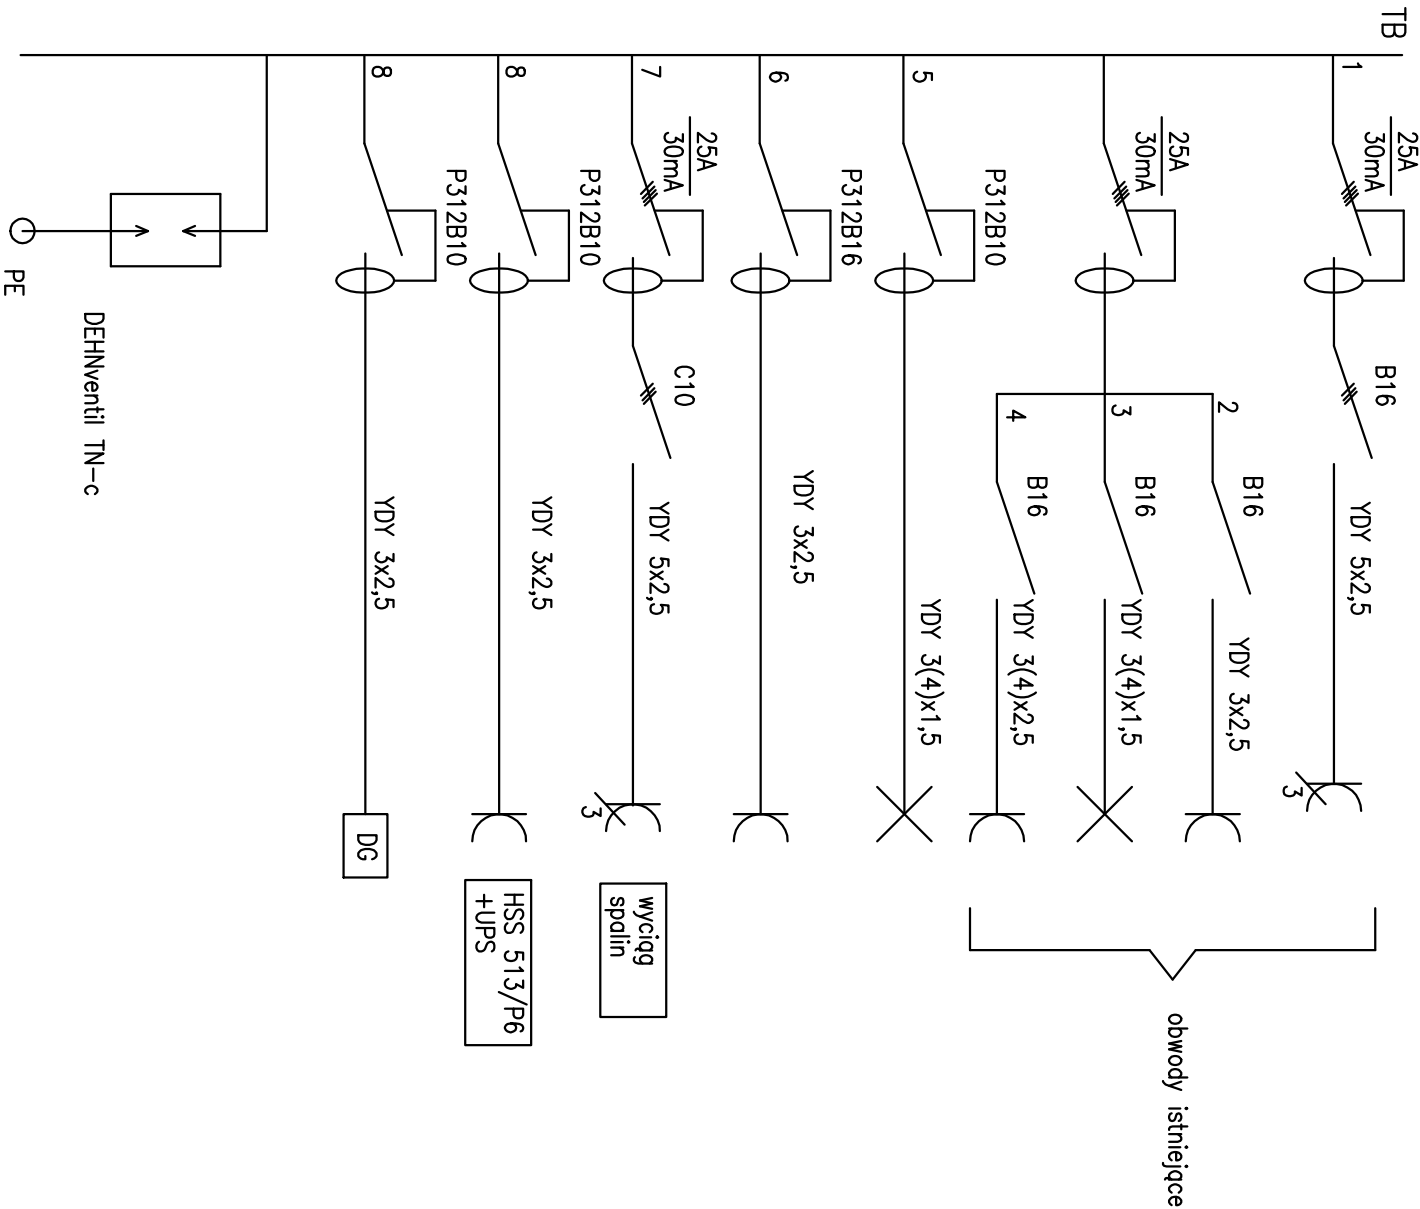 TB
1
25A
30mA
B16
YDY 5x2,5
3
25A
30mA
2
B16
YDY 3x2,5
3
B16
YDY 3(4)x1,5
4
B16
YDY 3(4)x2,5
obwody istniejące
5
P312B10
YDY 3(4)x1,5
6
P312B16
YDY 3x2,5
7
25A
30mA
C10
YDY 5x2,5
3
wyciąg
spalin
8
P312B10
YDY 3x2,5
HSS 513/P6
+UPS
8
P312B10
YDY 3x2,5
DG
DEHNventil TN-c
PE